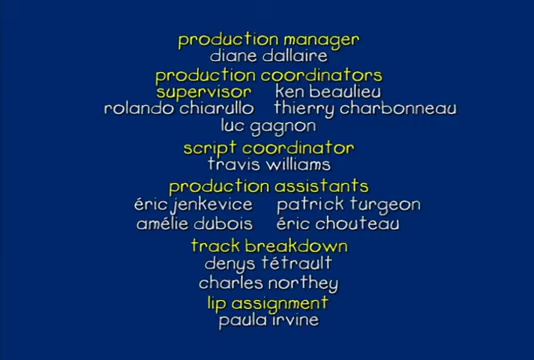 production manager
diane dallaire
production coordinators
supervisor ken beaulieu
rolando chiarullo thierry charbonneau
luc gagnon
script coordinator
travis williams
production assistants
éric jenkevice patrick turgeon
amélie dubois éric chouteau
track breakdown
denys tétrault
charles northey
lip assignment
paula irvine